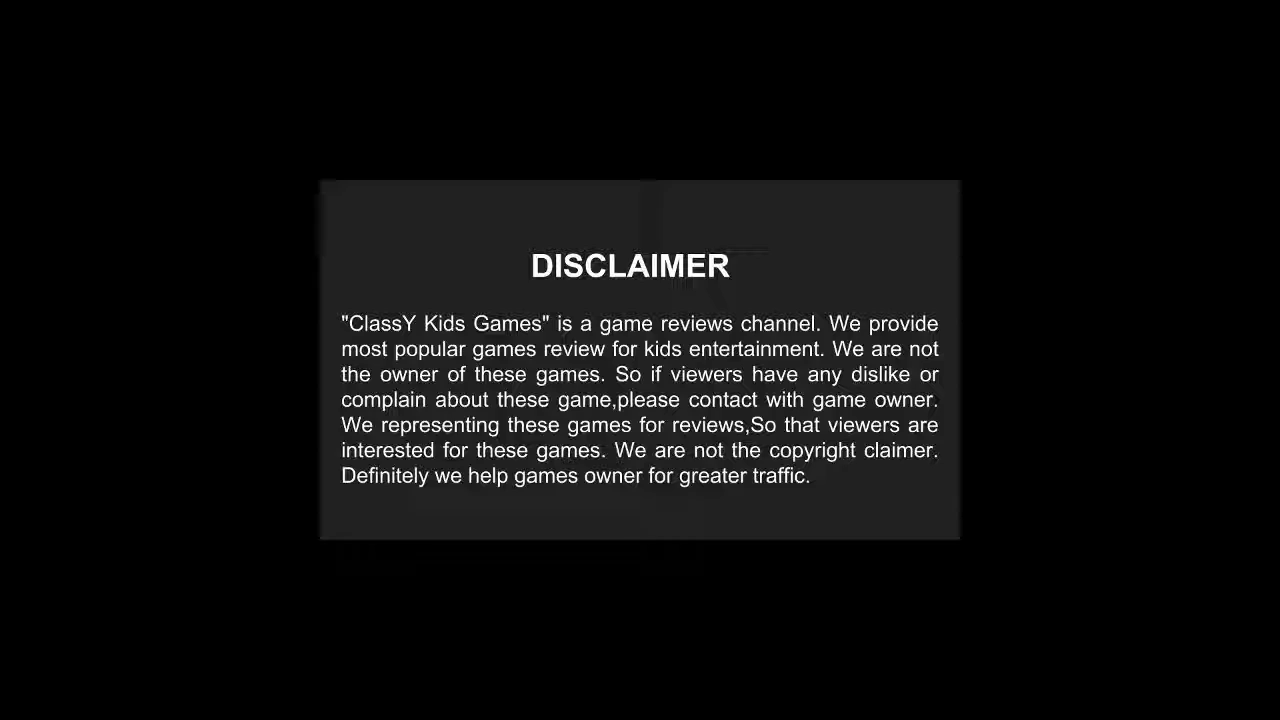 DISCLAIMER
"ClassY Kids Games" is a game reviews channel. We provide
most popular games review for kids entertainment. We are not
the owner of these games. So if viewers have any dislike or
complain about these game,please contact with game owner.
We representing these games for reviews,So that viewers are
interested for these games. We are not the copyright claimer.
Definitely we help games owner for greater traffic.